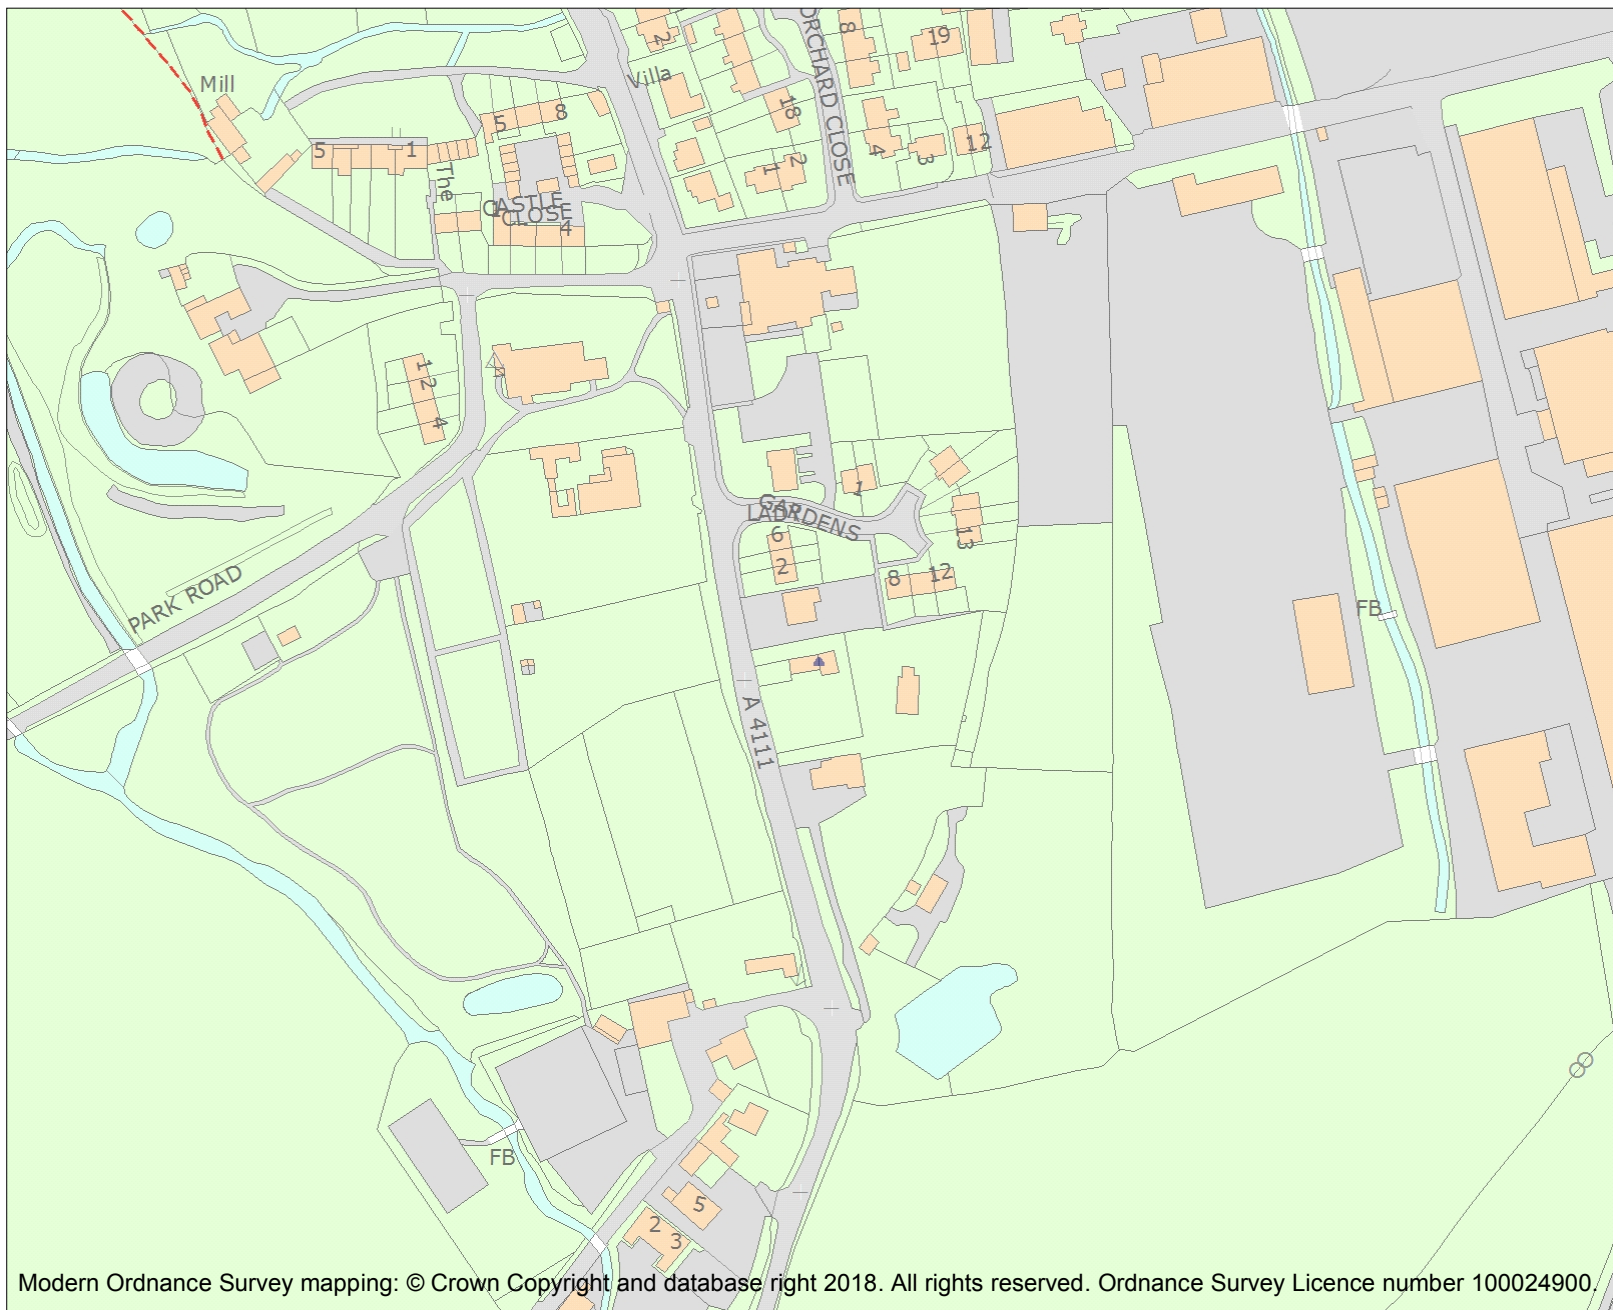 2
8
19
ORCHARD CLOSE
Villa
Mill
18
5
8
4
3
12
5
1
1
2
The
CASTLE
CLOSE
4
1
2
4
1
GARDENS
LADY
6
2
13
8
12
PARK ROAD
FB
A 4111
FB
5
2
3
Modern Ordnance Survey mapping: © Crown Copyright and database right 2018. All rights reserved. Ordnance Survey Licence number 100024900.